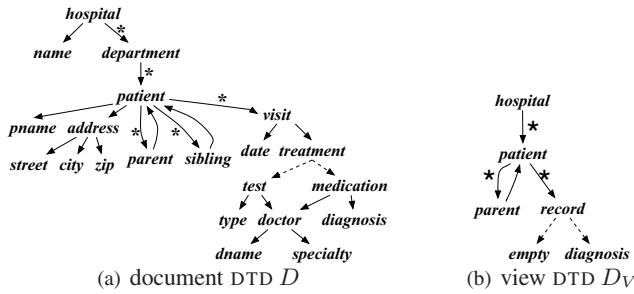 hospital
*
name department
*
patient *
pname address * * visit
street city zip parent sibling date treatment
test medication
type doctor diagnosis
dname specialty
(a) document DTD D
hospital
*
patient
* *
parent record
empty diagnosis
(b) view DTD D_V